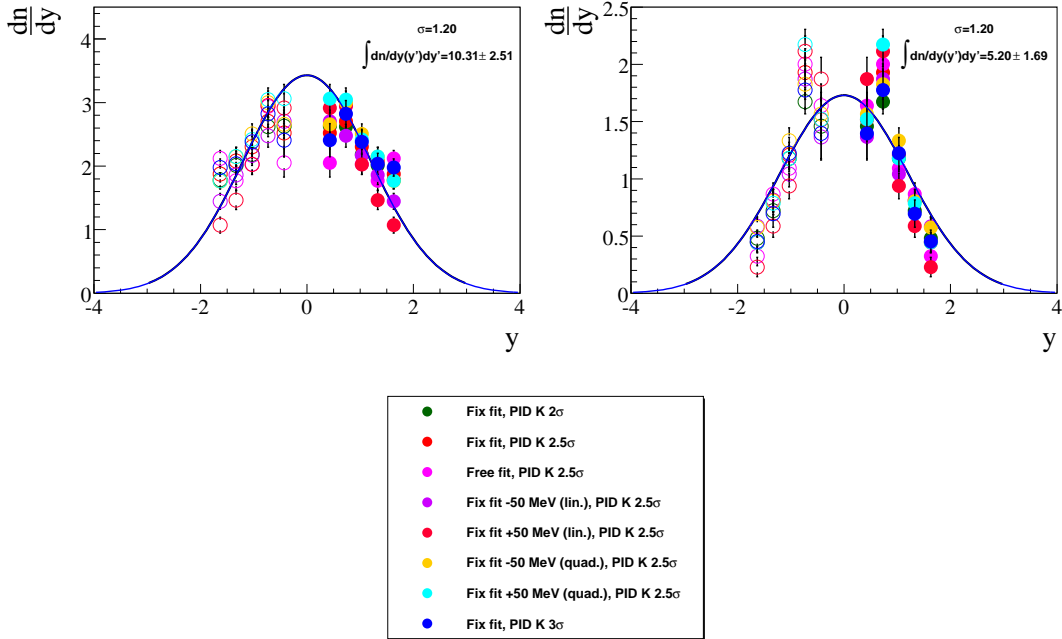 dn
dy
σ=1.20
∫dn/dy(y')dy'=10.31± 2.51
4
3
2
1
0
-4 -2 0 2 4
y
dn
dy
σ=1.20
∫dn/dy(y')dy'=5.20± 1.69
2.5
2
1.5
1
0.5
0
-4 -2 0 2 4
y
Fix fit, PID K 2σ
Fix fit, PID K 2.5σ
Free fit, PID K 2.5σ
Fix fit -50 MeV (lin.), PID K 2.5σ
Fix fit +50 MeV (lin.), PID K 2.5σ
Fix fit -50 MeV (quad.), PID K 2.5σ
Fix fit +50 MeV (quad.), PID K 2.5σ
Fix fit, PID K 3σ